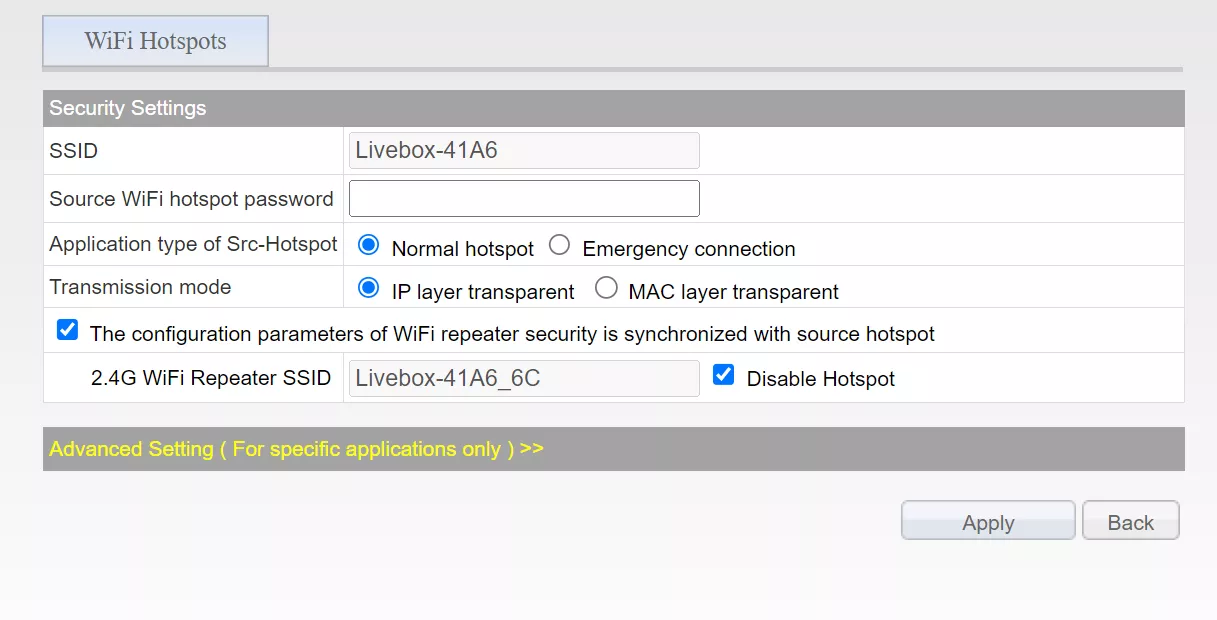 WiFi Hotspots
Security Settings
SSID Livebox-41A6
Source WiFi hotspot password
Application type of Src-Hotspot Normal hotspot Emergency connection
Transmission mode IP layer transparent MAC layer transparent
The configuration parameters of WiFi repeater security is synchronized with source hotspot
2.4G WiFi Repeater SSID Livebox-41A6_6C Disable Hotspot
Advanced Setting ( For specific applications only ) >>
Apply Back